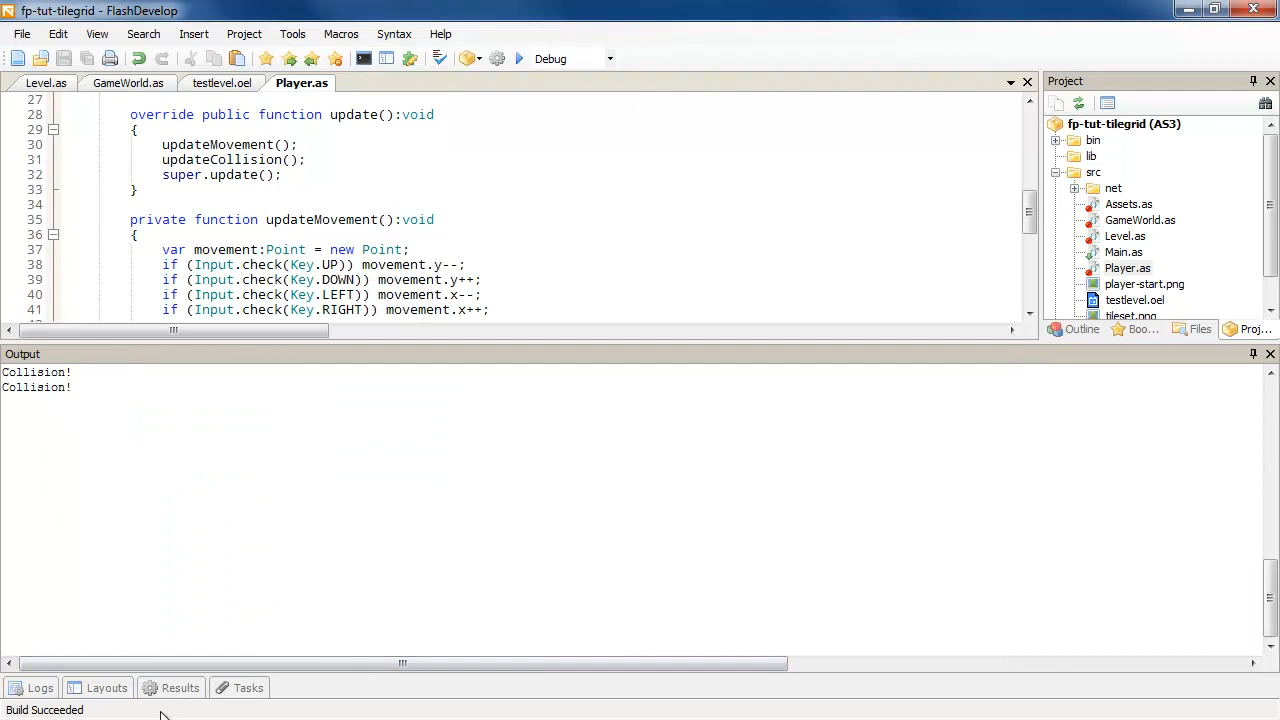 fp-tut-tilegrid - FlashDevelop
File Edit View Search Insert Project Tools Macros Syntax Help
Debug
Level.as GameWorld.as testlevel.oel Player.as
27
28 override public function update():void
29 {
30 updateMovement();
31 updateCollision();
32 super.update();
33 }
34
35 private function updateMovement():void
36 {
37 var movement:Point = new Point;
38 if (Input.check(Key.UP)) movement.y--;
39 if (Input.check(Key.DOWN)) movement.y++;
40 if (Input.check(Key.LEFT)) movement.x--;
41 if (Input.check(Key.RIGHT)) movement.x++;
Project
fp-tut-tilegrid (AS3)
bin
lib
src
net
Assets.as
GameWorld.as
Level.as
Main.as
Player.as
player-start.png
testlevel.oel
tileset.png
Outline Boo... Files Proj...
Output
Collision!
Collision!
Logs Layouts Results Tasks
Build Succeeded